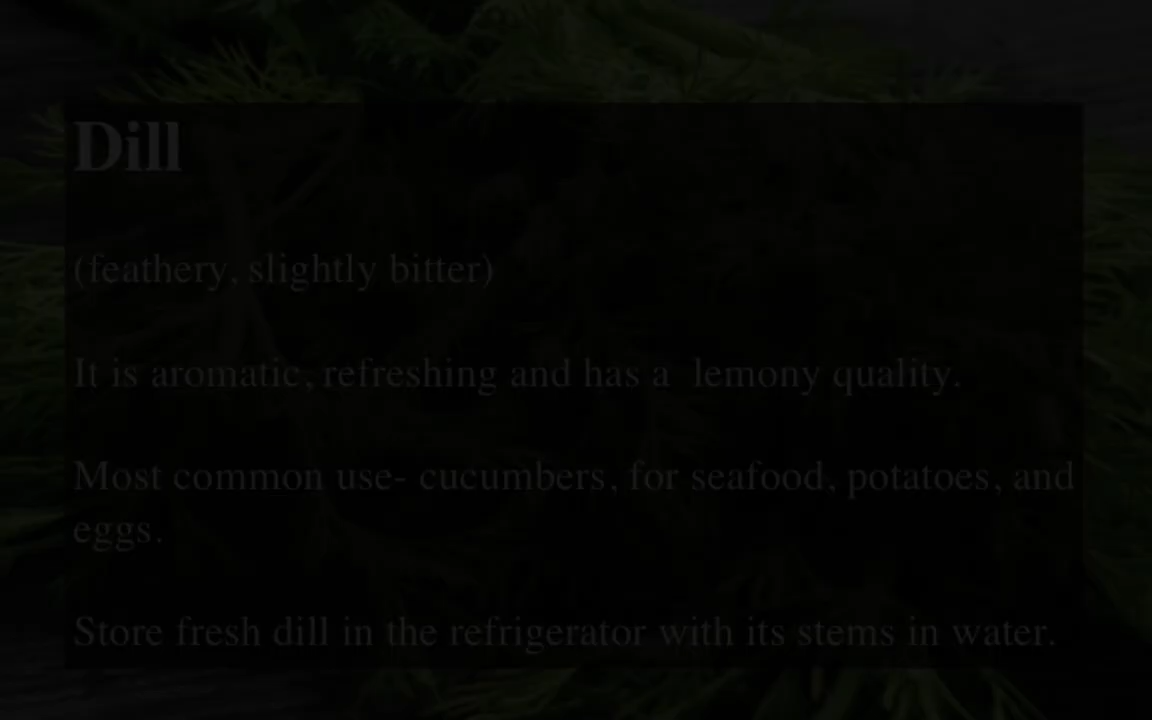 Dill
(feathery, slightly bitter)
It is aromatic, refreshing and has a  lemony quality.
Most common use- cucumbers, for seafood, potatoes, and
eggs.
Store fresh dill in the refrigerator with its stems in water.